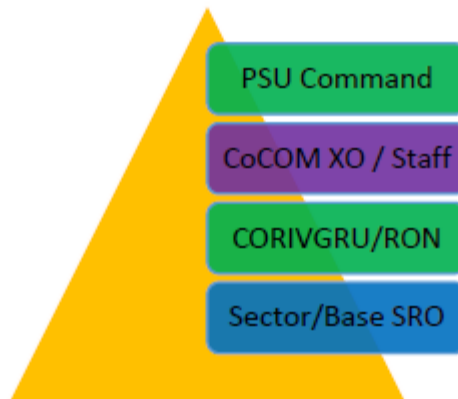 PSU Command
CoCOM XO / Staff
CORIVGRU/RON
Sector/Base SRO